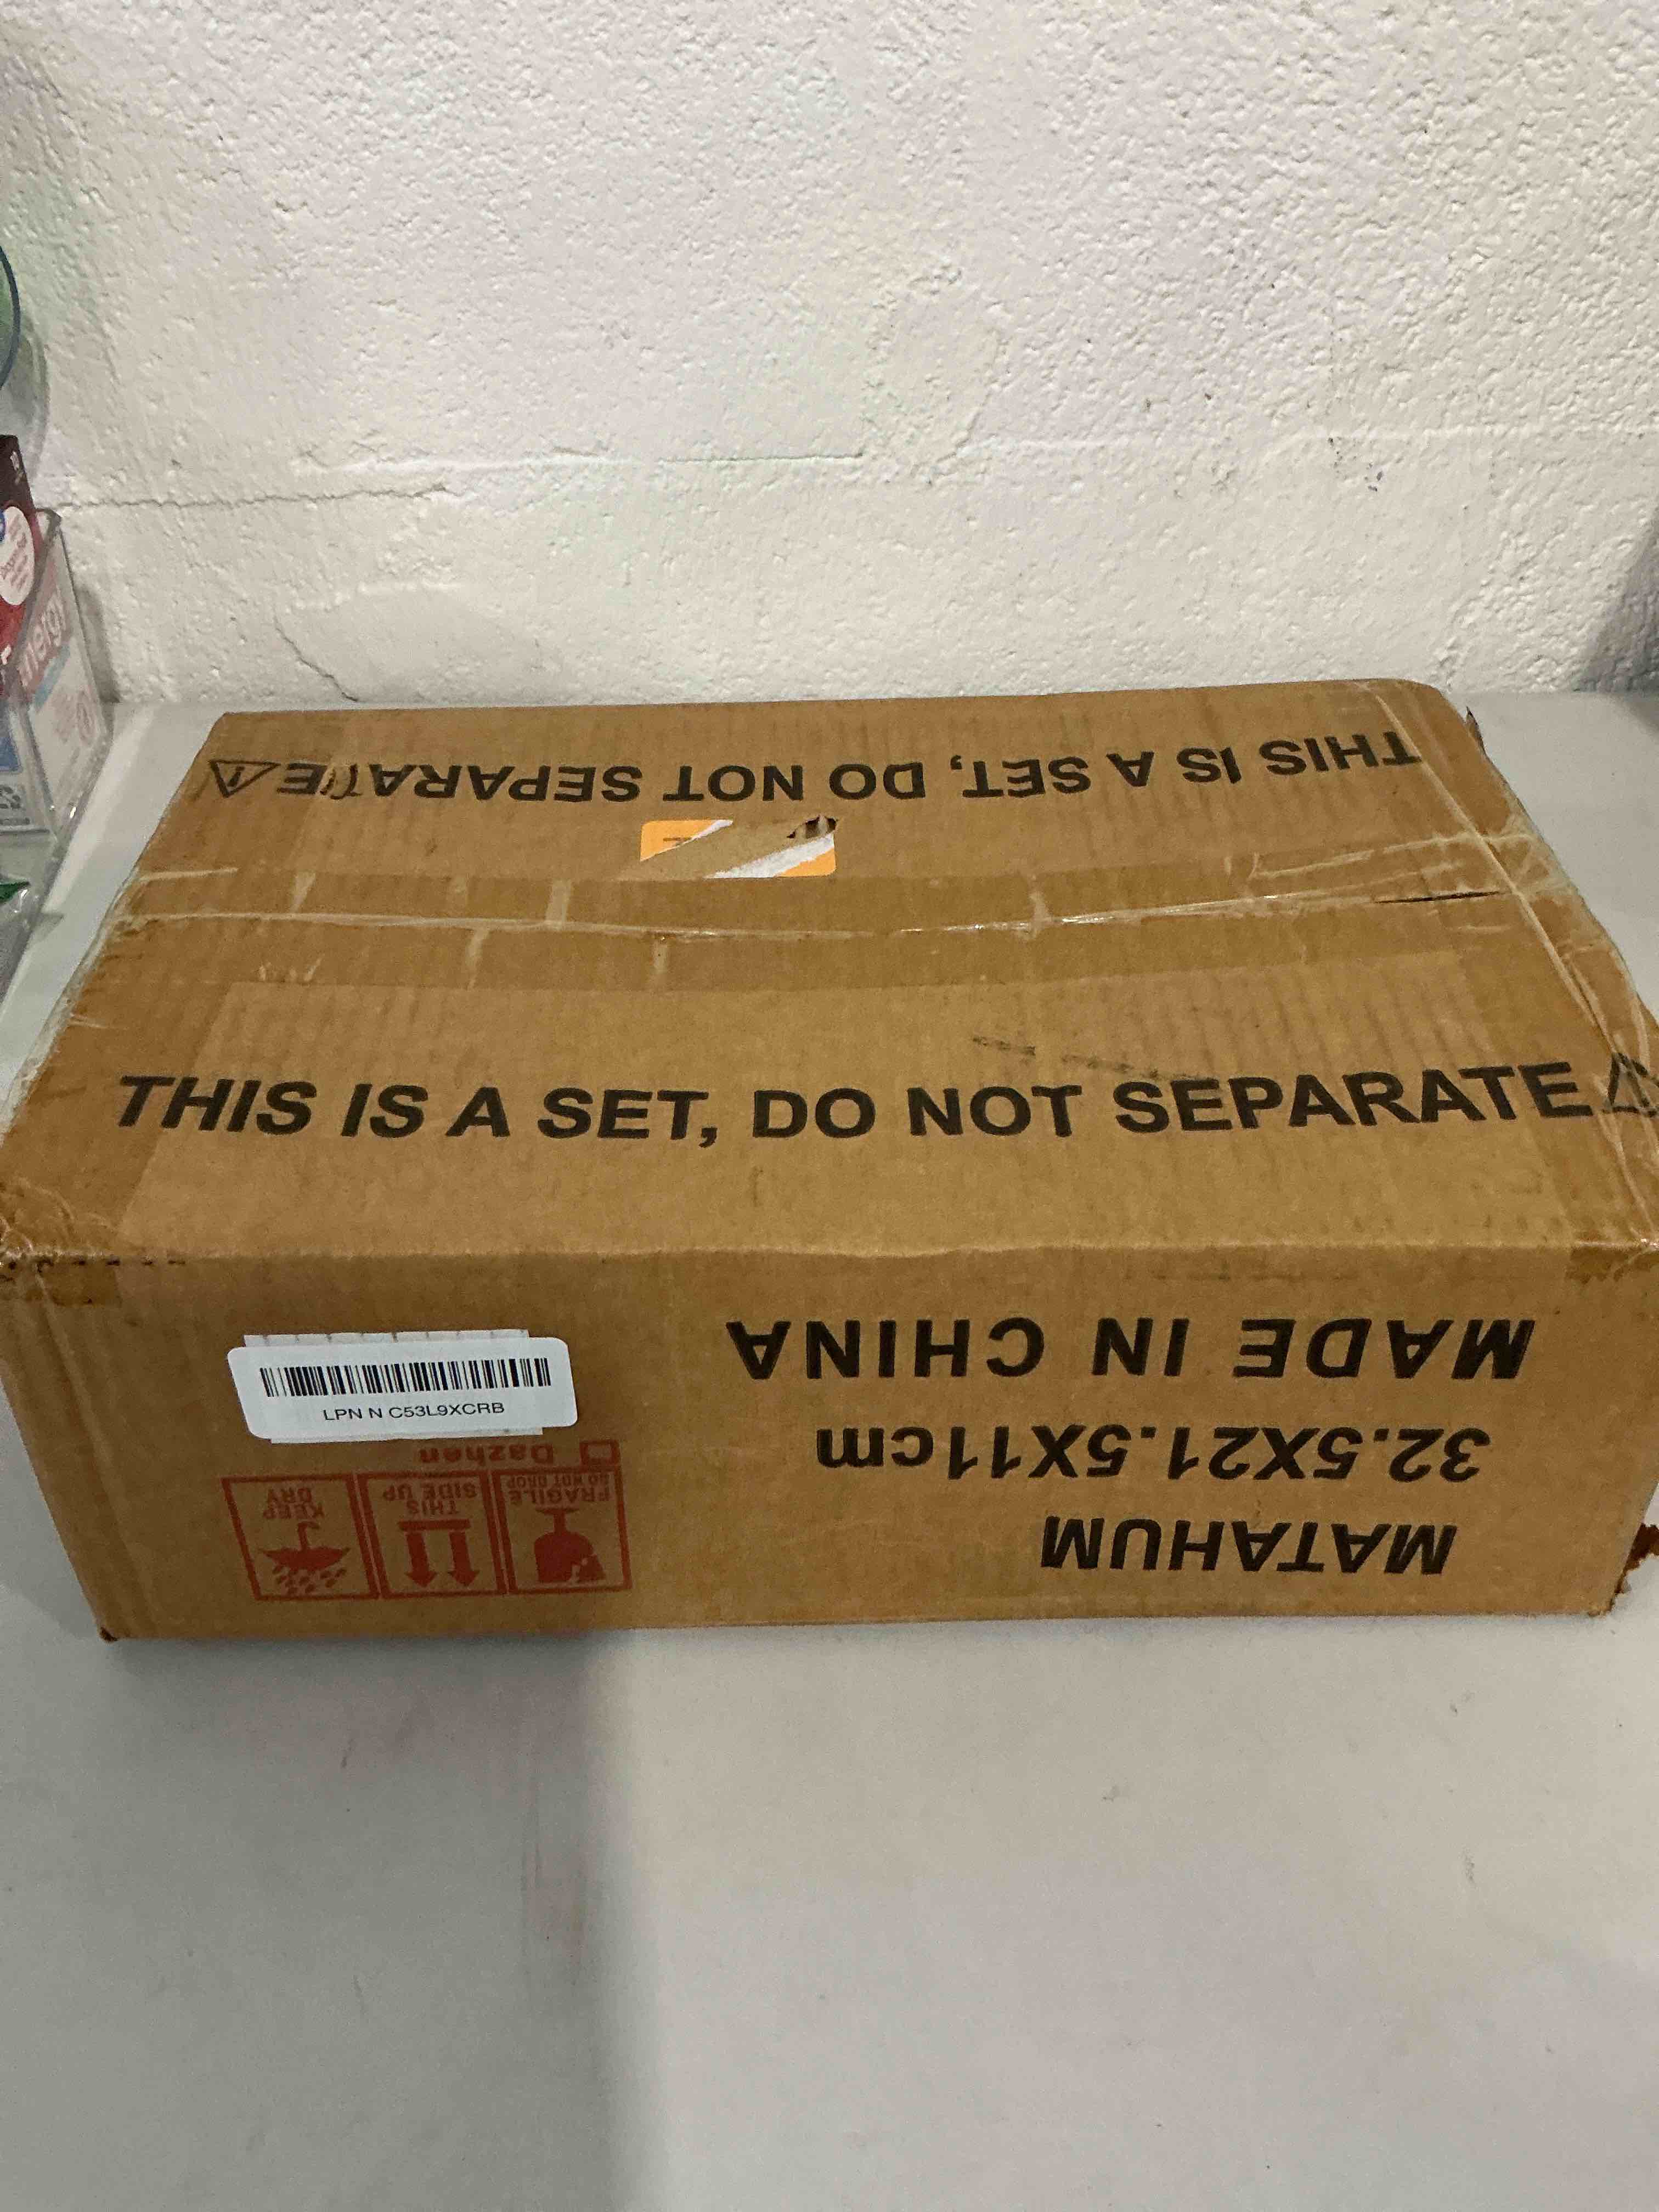 THIS IS A SET, DO NOT SEPARATE
THIS IS A SET, DO NOT SEPARATE
MADE IN CHINA
32.5X21.5X11cm
MATAHUM
LPN N C53L9XCRB
Dazhen
FRAGILE
DO NOT DROP
THIS
SIDE UP
KEEP
DRY